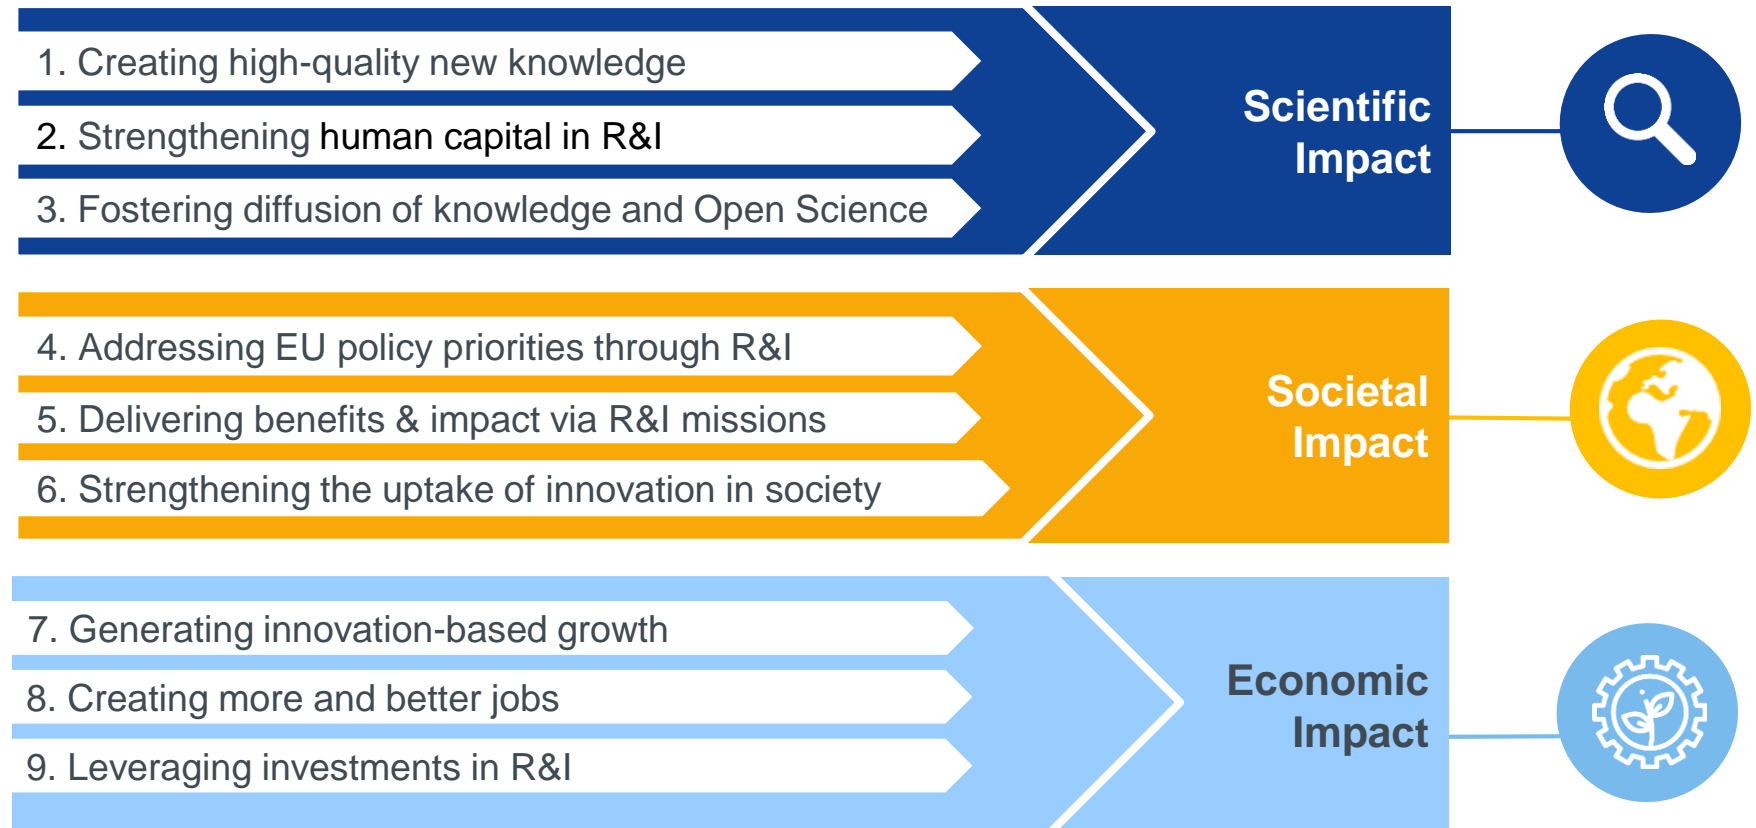 1. Creating high-quality new knowledge
2. Strengthening human capital in R&I
3. Fostering diffusion of knowledge and Open Science
Scientific
Impact
4. Addressing EU policy priorities through R&I
5. Delivering benefits & impact via R&I missions
6. Strengthening the uptake of innovation in society
Societal
Impact
7. Generating innovation-based growth
8. Creating more and better jobs
9. Leveraging investments in R&I
Economic
Impact